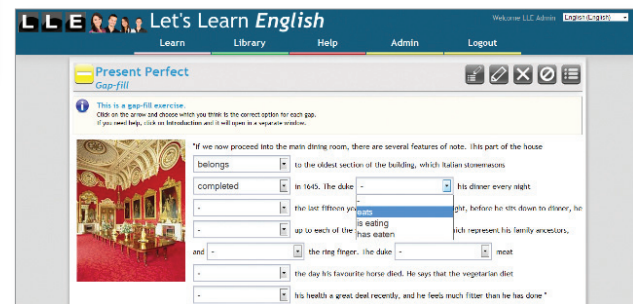 LLE Let's Learn English
Welcome LLE Admin English (English)
Learn Library Help Admin Logout
Present Perfect
Gap-fill
This is a gap-fill exercise.
Click on the arrow and choose which you think is the correct option for each gap.
If you need help, click on Introduction and it will open in a separate window.
"If we now proceed into the main dining room, there are several features of note. This part of the house
belongs to the oldest section of the building, which Italian stonemasons
completed in 1645. The duke - his dinner every night
- the last fifteen ght, before he sits down to dinner, he
-
eats
is eating
has eaten
- up to each of the ich represent his family ancestors,
and - the ring finger. The duke - meat
- the day his favourite horse died. He says that the vegetarian diet
- his health a great deal recently, and he feels much fitter than he has done "